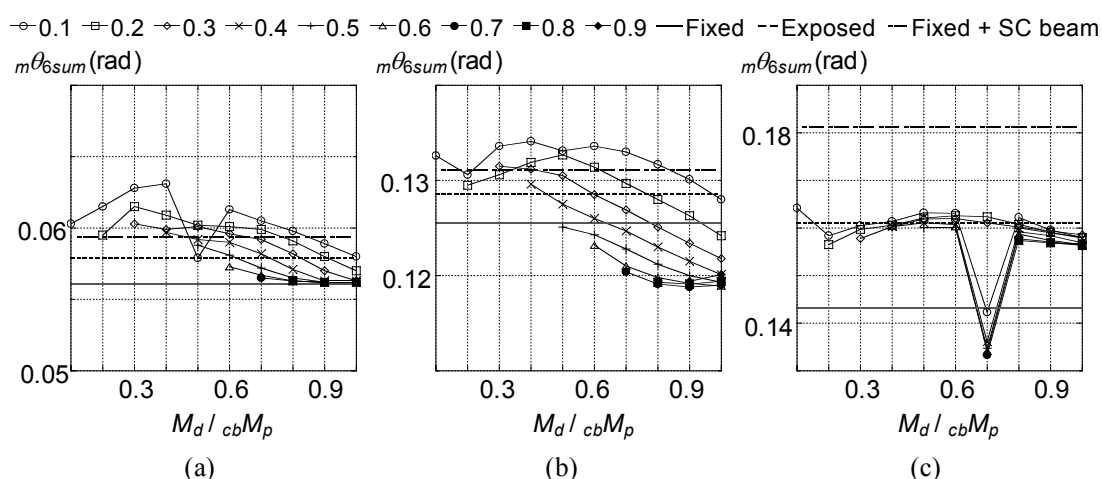 0.1 0.2 0.3 0.4 0.5 0.6 0.7 0.8 0.9 Fixed Exposed Fixed + SC beam
mθ6sum(rad) mθ6sum(rad) mθ6sum(rad)
0.06 0.05 0.3 0.6 0.9
0.13 0.12 0.3 0.6 0.9
0.18 0.14 0.3 0.6 0.9
Md / cbMp Md / cbMp Md / cbMp
(a) (b) (c)